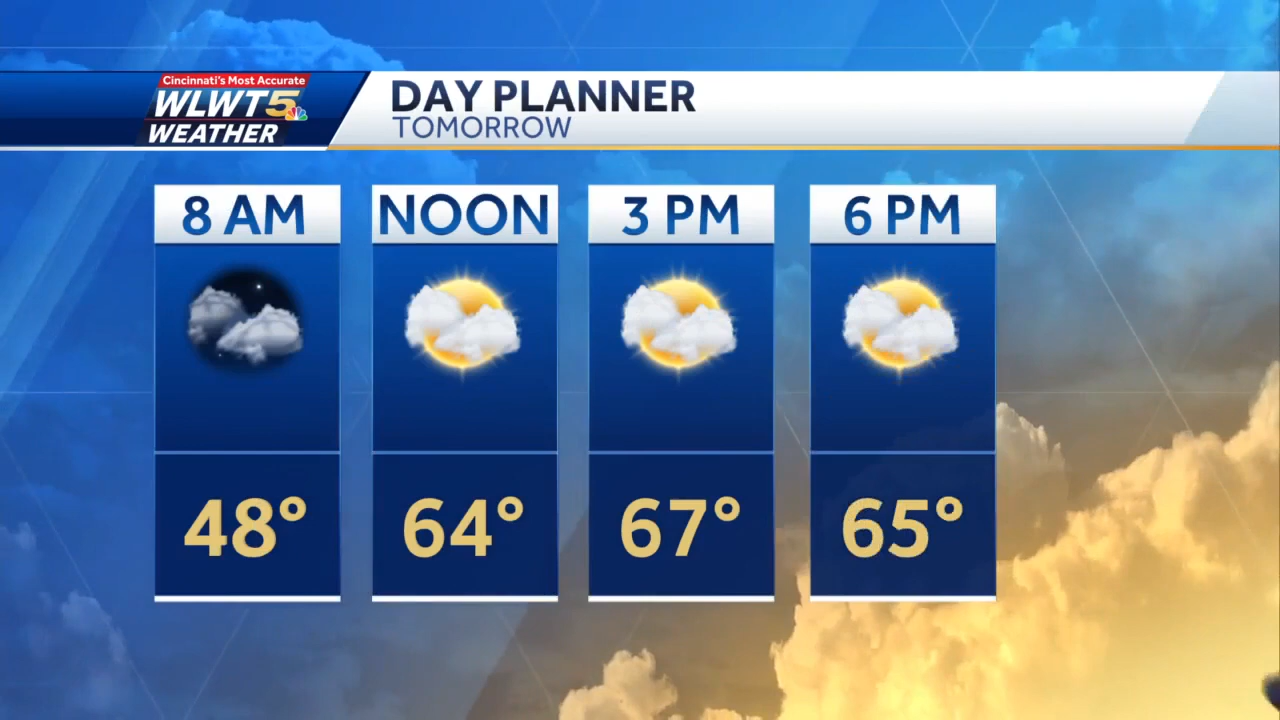 Cincinnati's Most Accurate
WLWT5
WEATHER
DAY PLANNER
TOMORROW
8 AM
NOON
3 PM
6 PM
48°
64°
67°
65°